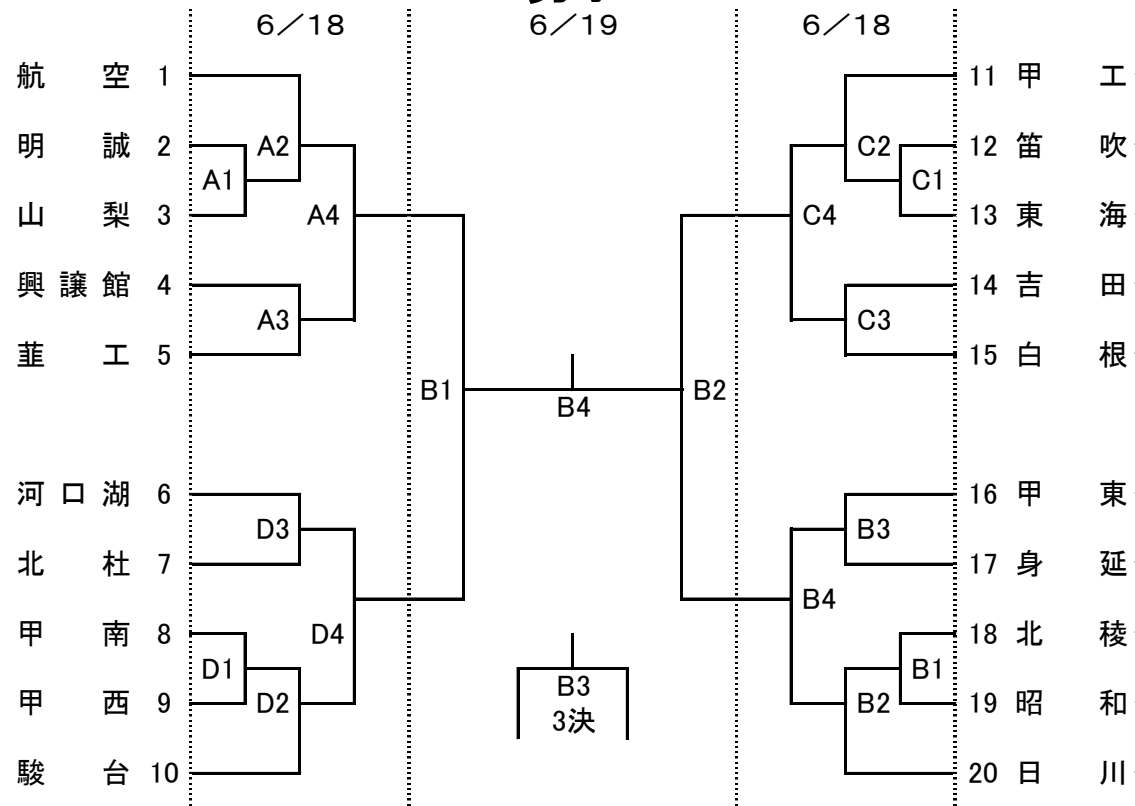 6／18 6／19 6／18
航空 1
明誠 2
山梨 3
興譲館 4
韮工 5
河口湖 6
北杜 7
甲南 8
甲西 9
駿台 10
A1
A2
A3
A4
D3
D4
D1
D2
B1
B4
B2
B3
3決
C2
C1
C4
C3
B3
B4
B1
B2
11 甲工
12 笛吹
13 東海
14 吉田
15 白根
16 甲東
17 身延
18 北稜
19 昭和
20 日川